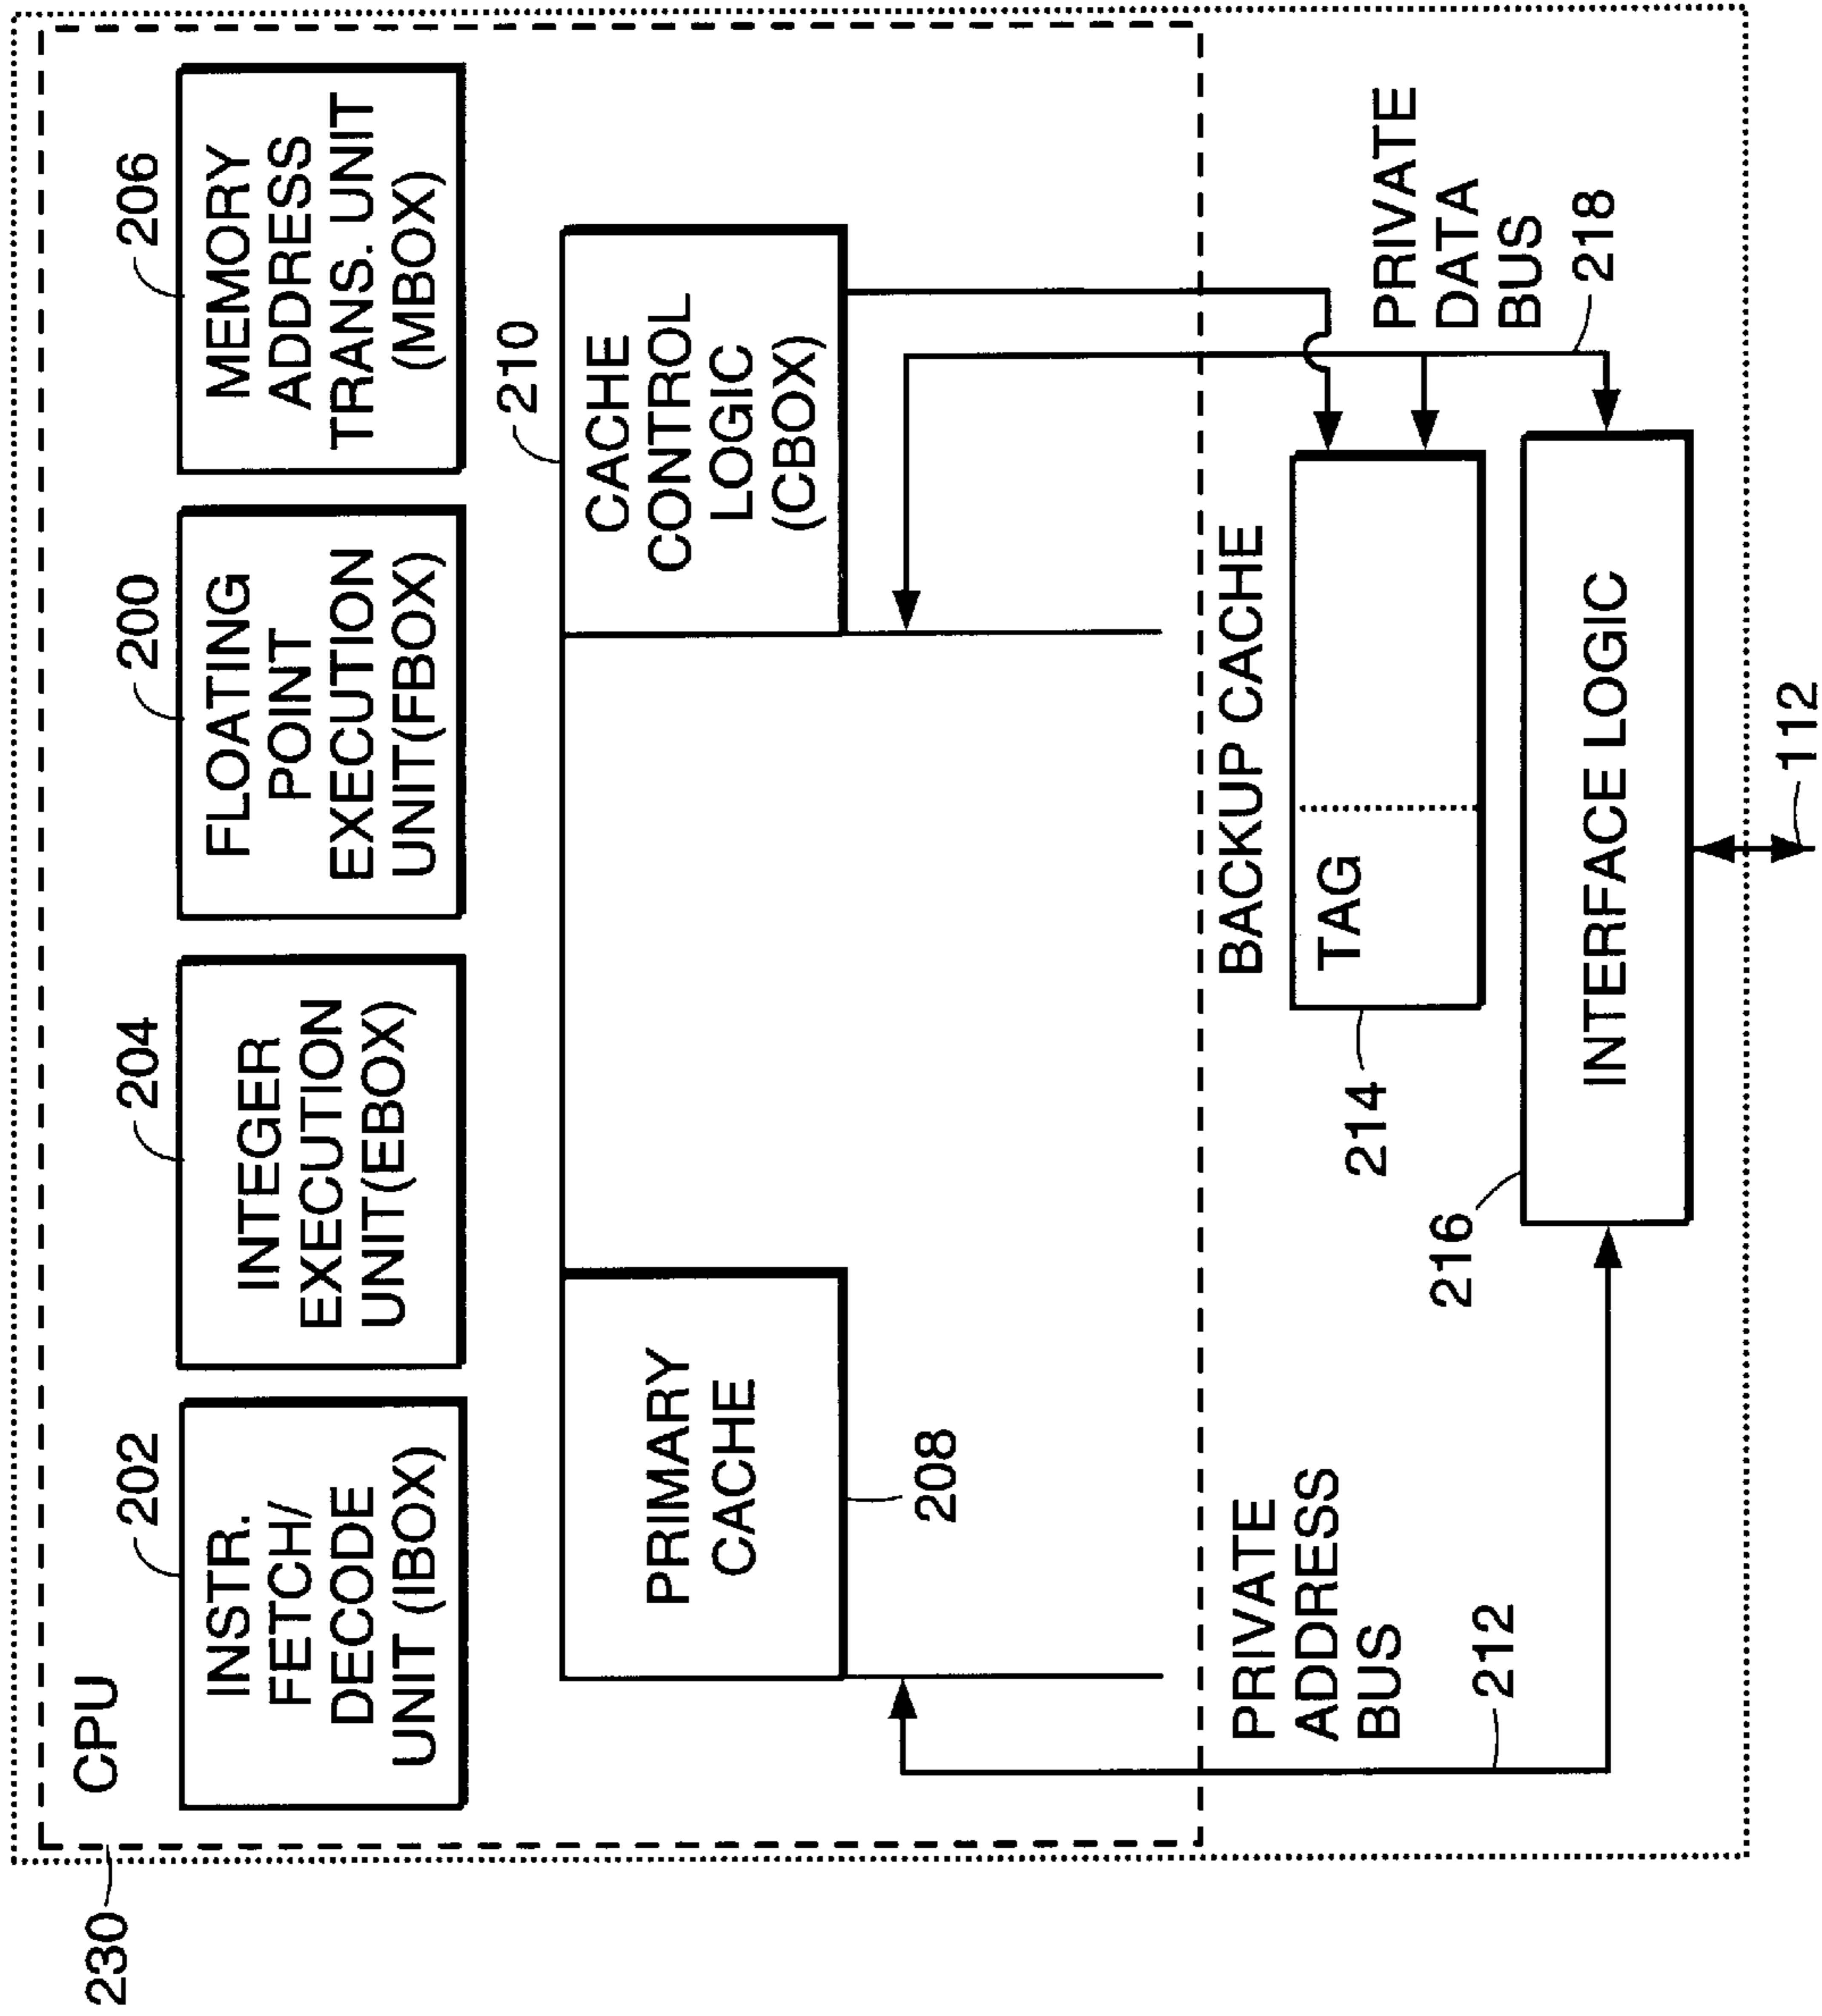 230
CPU
202
INSTR.
FETCH/
DECODE
UNIT (IBOX)
204
INTEGER
EXECUTION
UNIT(EBOX)
200
FLOATING
POINT
EXECUTION
UNIT(FBOX)
206
MEMORY
ADDRESS
TRANS. UNIT
(MBOX)
PRIMARY
CACHE
208
210
CACHE
CONTROL
LOGIC
(CBOX)
PRIVATE
ADDRESS
BUS
212
BACKUP CACHE
TAG
214
PRIVATE
DATA
BUS
218
216
INTERFACE LOGIC
112